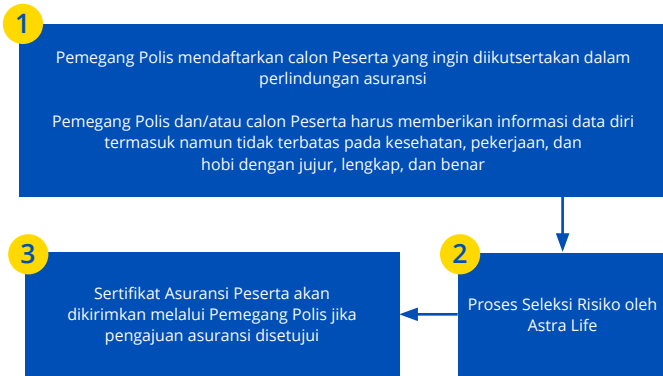 1
Pemegang Polis mendaftarkan calon Peserta yang ingin diikutsertakan dalam
perlindungan asuransi
Pemegang Polis dan/atau calon Peserta harus memberikan informasi data diri
termasuk namun tidak terbatas pada kesehatan, pekerjaan, dan
hobi dengan jujur, lengkap, dan benar
2
Proses Seleksi Risiko oleh
Astra Life
3
Sertifikat Asuransi Peserta akan
dikirimkan melalui Pemegang Polis jika
pengajuan asuransi disetujui